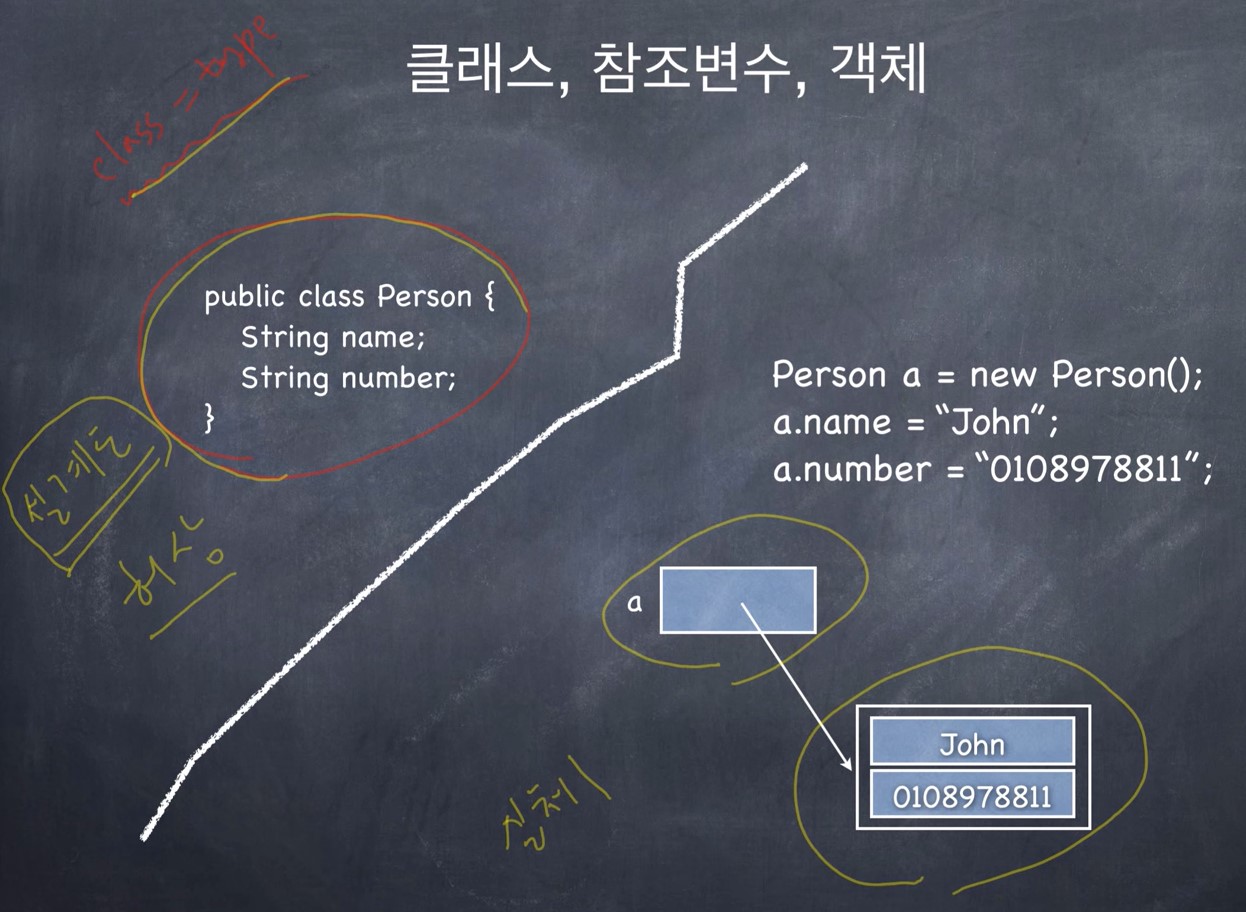 클래스, 참조변수, 객체
class = type
public class Person {
String name;
String number;
}
설계도
허상
Person a = new Person();
a.name = “John”;
a.number = “0108978811”;
a
John
0108978811
실체